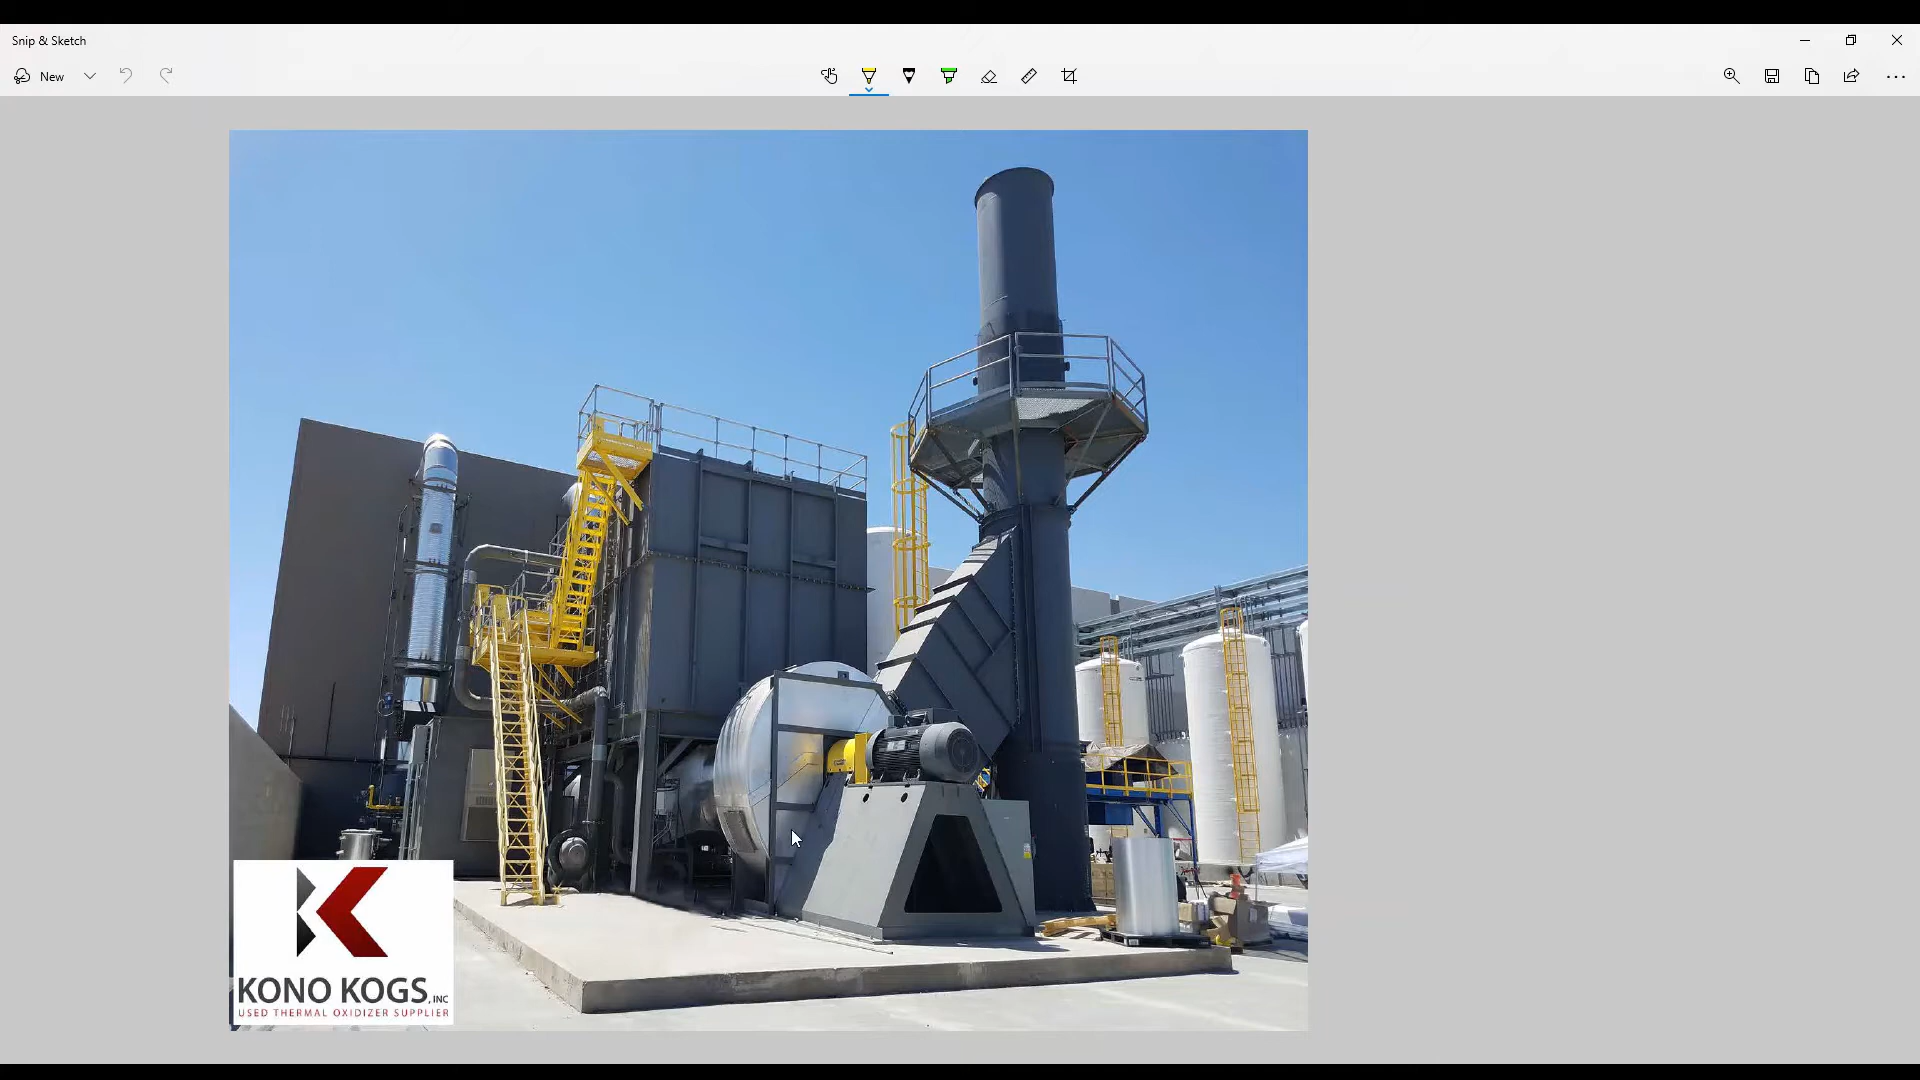 Snip & Sketch
New
KONO KOGS, INC
USED THERMAL OXIDIZER SUPPLIER